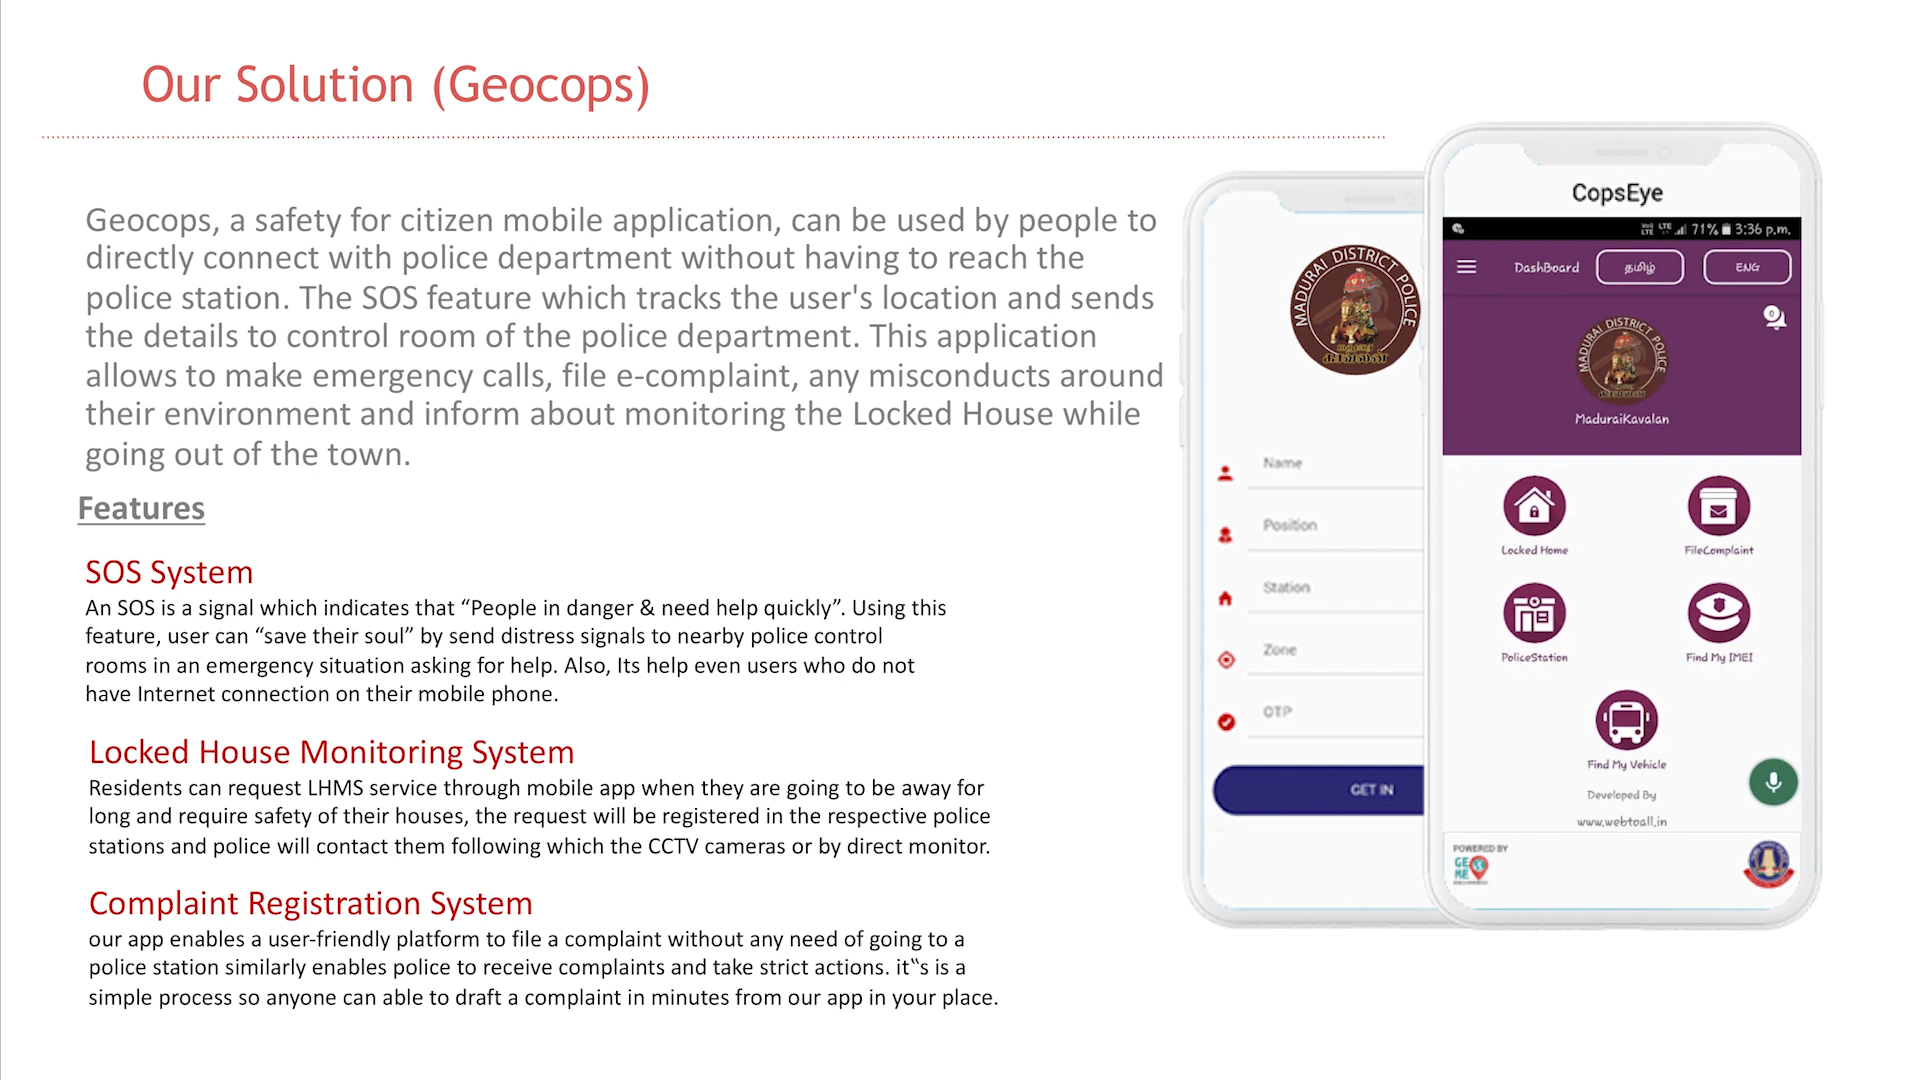 Our Solution (Geocops)
Geocops, a safety for citizen mobile application, can be used by people to
directly connect with police department without having to reach the
police station. The SOS feature which tracks the user's location and sends
the details to control room of the police department. This application
allows to make emergency calls, file e-complaint, any misconducts around
their environment and inform about monitoring the Locked House while
going out of the town.
Features
SOS System
An SOS is a signal which indicates that “People in danger & need help quickly”. Using this
feature, user can “save their soul” by send distress signals to nearby police control
rooms in an emergency situation asking for help. Also, Its help even users who do not
have Internet connection on their mobile phone.
Locked House Monitoring System
Residents can request LHMS service through mobile app when they are going to be away for
long and require safety of their houses, the request will be registered in the respective police
stations and police will contact them following which the CCTV cameras or by direct monitor.
Complaint Registration System
our app enables a user-friendly platform to file a complaint without any need of going to a
police station similarly enables police to receive complaints and take strict actions. it‟s is a
simple process so anyone can able to draft a complaint in minutes from our app in your place.
MADURAI DISTRICT POLICE
காவலன்
Name
Position
Station
Zone
OTP
GET IN
CopsEye
LTE 71% 3:36 p.m.
DashBoard
தமிழ்
ENG
0
MADURAI DISTRICT POLICE
காவலன்
MaduraiKavalan
Locked Home
FileComplaint
PoliceStation
Find My IMEI
Find My Vehicle
Developed By
www.webtoall.in
POWERED BY
GE
ME